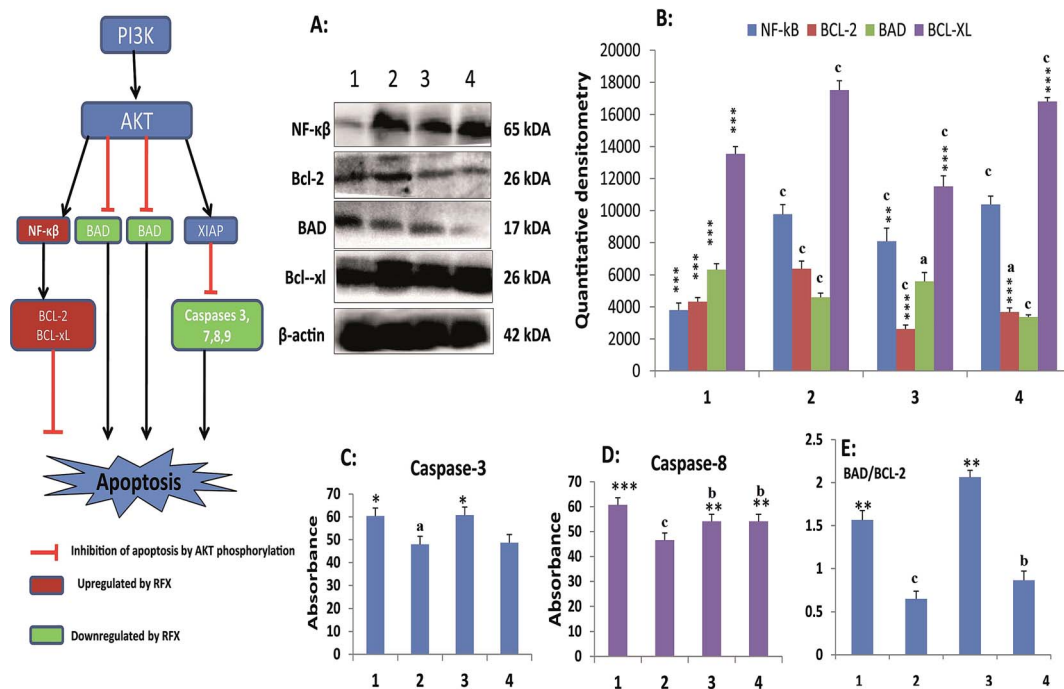 PI3K
AKT
NF-κβ
BAD
BAD
XIAP
BCL-2
BCL-xL
Caspases 3,
7,8,9
Apoptosis
Inhibition of apoptosis by AKT phosphorylation
Upregulated by RFX
Downregulated by RFX
A:
1 2 3 4
NF-κβ 65 kDA
Bcl-2 26 kDA
BAD 17 kDA
Bcl--xl 26 kDA
β-actin 42 kDA
B:
NF-kB BCL-2 BAD BCL-XL
Quantitative densitometry
20000
18000
16000
14000
12000
10000
8000
6000
4000
2000
0
*** *** *** ***
c c c c
c ** c *** a c ***
c a *** c c ***
1 2 3 4
C:
Caspase-3
Absorbance
70
60
50
40
30
20
10
0
* a *
1 2 3 4
D:
Caspase-8
Absorbance
70
60
50
40
30
20
10
0
*** c b ** b **
1 2 3 4
E:
BAD/BCL-2
2.5
2
1.5
1
0.5
0
** c ** b
1 2 3 4